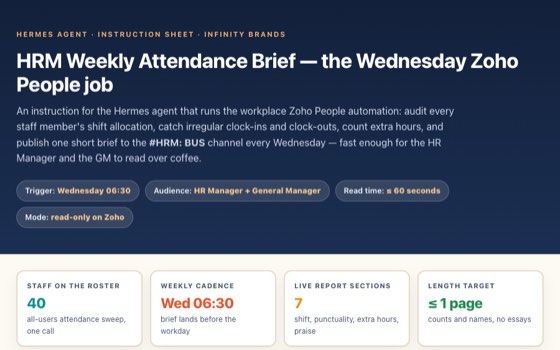 HERMES AGENT · INSTRUCTION SHEET · INFINITY BRANDS
HRM Weekly Attendance Brief — the Wednesday Zoho
People job
An instruction for the Hermes agent that runs the workplace Zoho People automation: audit every
staff member's shift allocation, catch irregular clock-ins and clock-outs, count extra hours, and
publish one short brief to the #HRM: BUS channel every Wednesday — fast enough for the HR
Manager and the GM to read over coffee.
Trigger: Wednesday 06:30
Audience: HR Manager + General Manager
Read time: ≤ 60 seconds
Mode: read-only on Zoho
STAFF ON THE ROSTER
40
all-users attendance sweep,
one call
WEEKLY CADENCE
Wed 06:30
brief lands before the
workday
LIVE REPORT SECTIONS
7
shift, punctuality, extra hours,
praise
LENGTH TARGET
≤ 1 page
counts and names, no essays